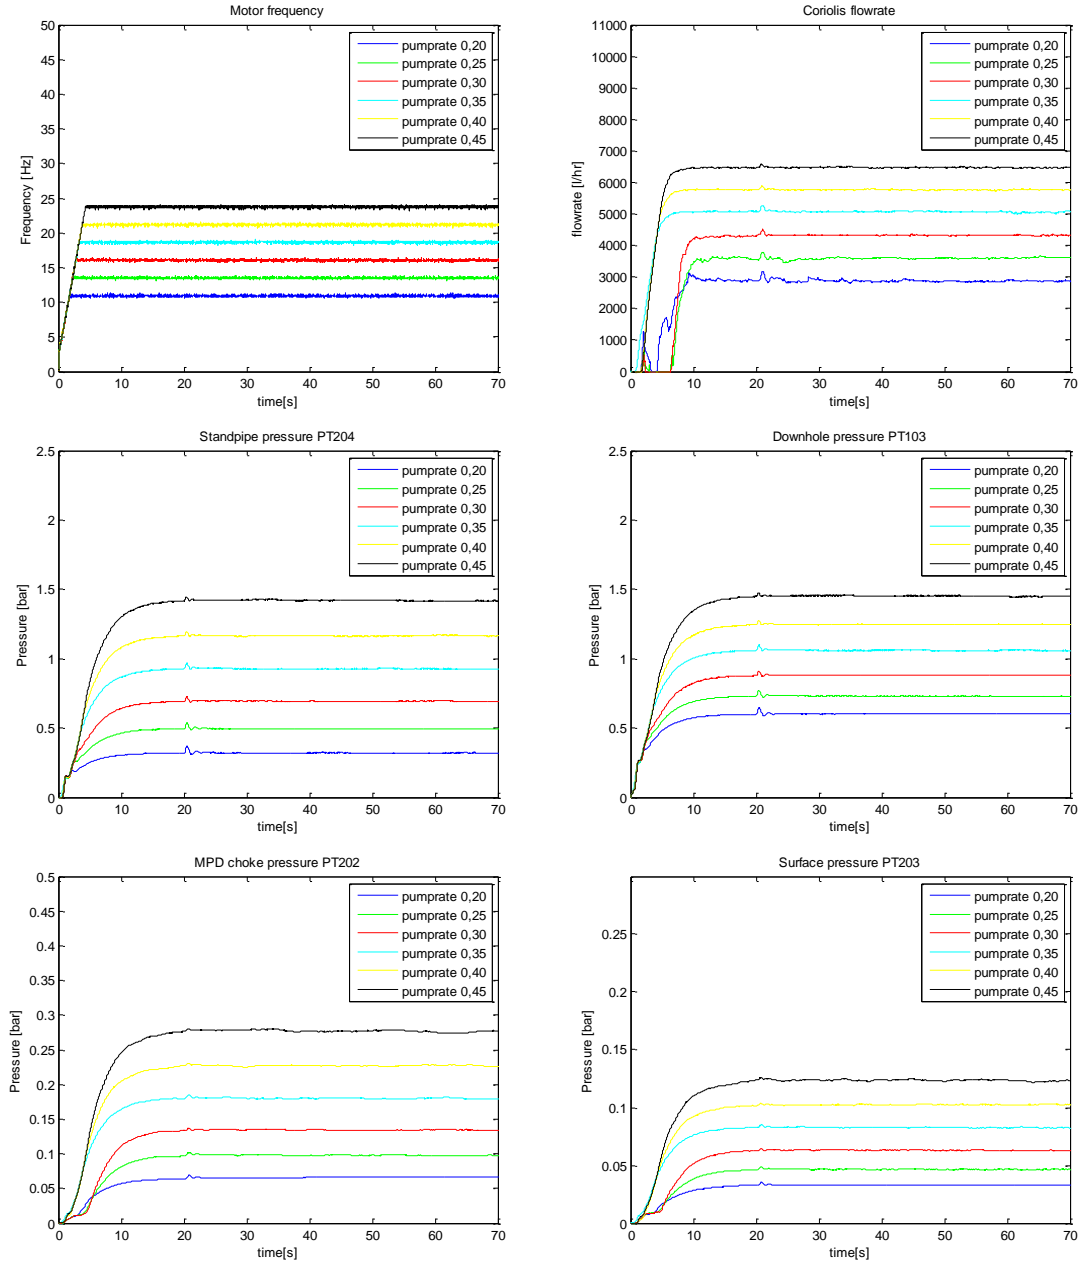 Motor frequency
50
45
40
35
30
25
20
15
10
5
0
Frequency [Hz]
pumprate 0,20
pumprate 0,25
pumprate 0,30
pumprate 0,35
pumprate 0,40
pumprate 0,45
0 10 20 30 40 50 60 70
time[s]
Coriolis flowrate
11000
10000
9000
8000
7000
6000
5000
4000
3000
2000
1000
0
flowrate [l/hr]
pumprate 0,20
pumprate 0,25
pumprate 0,30
pumprate 0,35
pumprate 0,40
pumprate 0,45
0 10 20 30 40 50 60 70
time[s]
Standpipe pressure PT204
2.5
2
1.5
1
0.5
0
Pressure [bar]
pumprate 0,20
pumprate 0,25
pumprate 0,30
pumprate 0,35
pumprate 0,40
pumprate 0,45
0 10 20 30 40 50 60 70
time[s]
Downhole pressure PT103
2.5
2
1.5
1
0.5
0
Pressure [bar]
pumprate 0,20
pumprate 0,25
pumprate 0,30
pumprate 0,35
pumprate 0,40
pumprate 0,45
0 10 20 30 40 50 60 70
time[s]
MPD choke pressure PT202
0.5
0.45
0.4
0.35
0.3
0.25
0.2
0.15
0.1
0.05
0
Pressure [bar]
pumprate 0,20
pumprate 0,25
pumprate 0,30
pumprate 0,35
pumprate 0,40
pumprate 0,45
0 10 20 30 40 50 60 70
time[s]
Surface pressure PT203
0.25
0.2
0.15
0.1
0.05
0
Pressure [bar]
pumprate 0,20
pumprate 0,25
pumprate 0,30
pumprate 0,35
pumprate 0,40
pumprate 0,45
0 10 20 30 40 50 60 70
time[s]